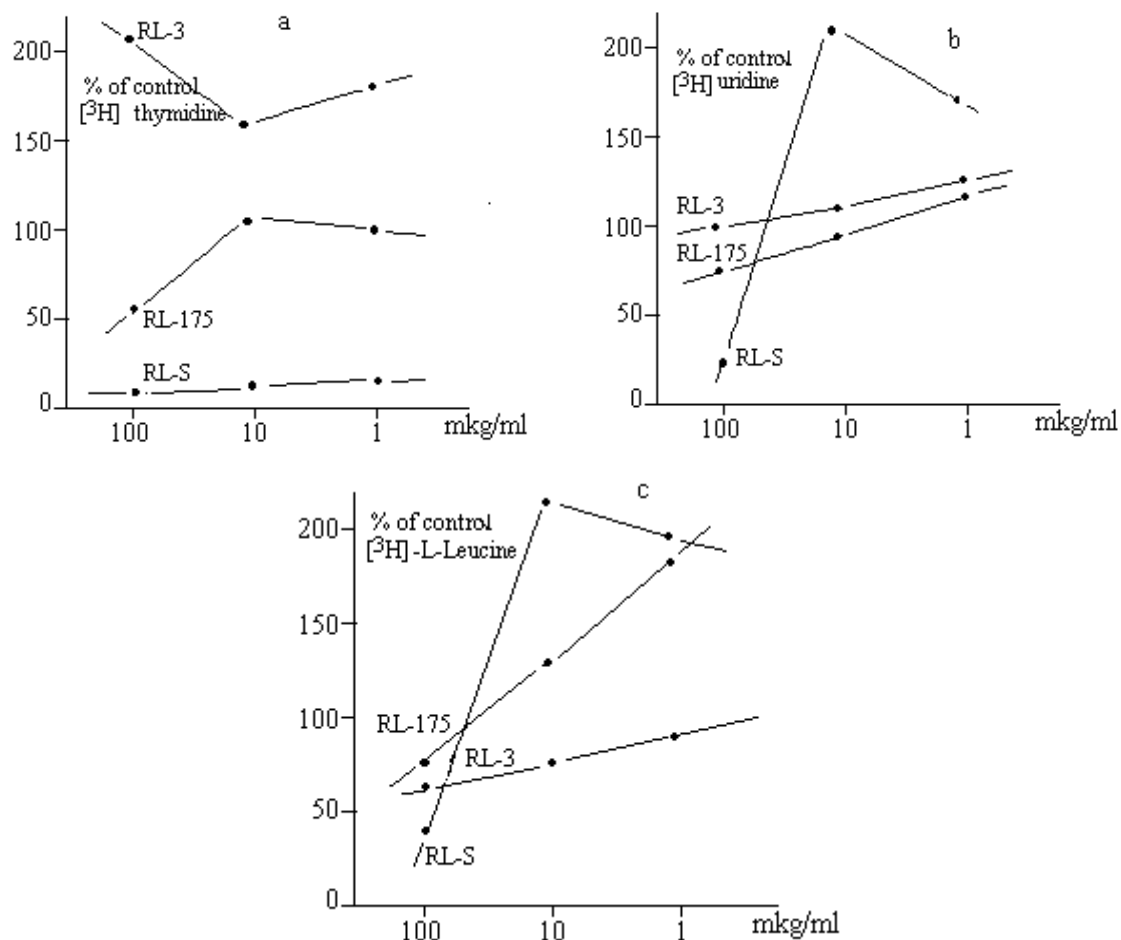 a
RL-3
200
% of control
[³H] thymidine
150
100
50
RL-175
RL-S
0
100 10 1 mkg/ml
b
200
% of control
[³H] uridine
150
RL-3
100
RL-175
50
RL-S
0
100 10 1 mkg/ml
c
200
% of control
[³H] -L-Leucine
150
RL-175
100
RL-3
50
RL-S
0
100 10 1 mkg/ml